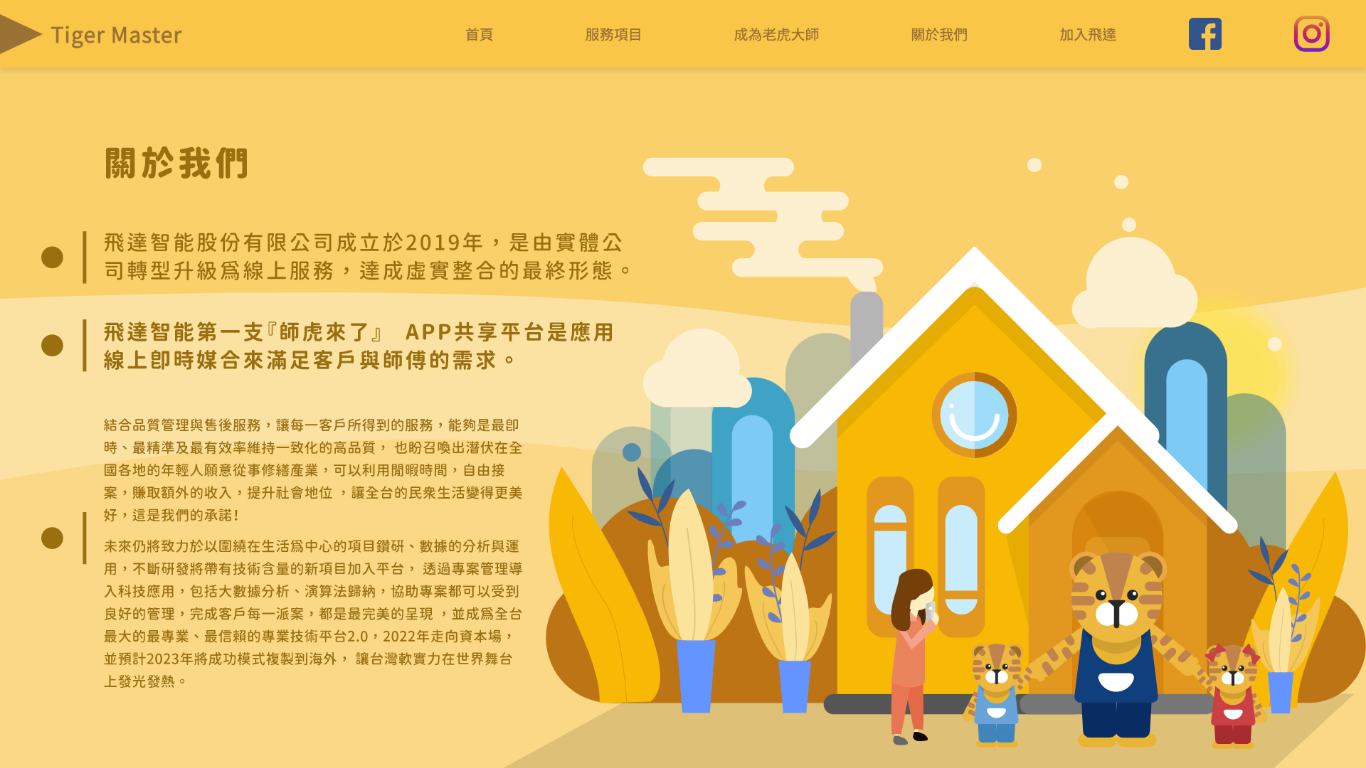 Tiger Master
首頁
服務項目
成為老虎大師
關於我們
加入飛達
關於我們
飛達智能股份有限公司成立於2019年，是由實體公
司轉型升級為線上服務，達成虛實整合的最終形態。
飛達智能第一支『師虎來了』 APP共享平台是應用
線上即時媒合來滿足客戶與師傅的需求。
結合品質管理與售後服務，讓每一客戶所得到的服務，能夠是最即
時、最精準及最有效率維持一致化的高品質， 也盼召喚出潛伏在全
國各地的年輕人願意從事修繕產業，可以利用閒暇時間，自由接
案，賺取額外的收入，提升社會地位 ，讓全台的民眾生活變得更美
好，這是我們的承諾!
未來仍將致力於以圍繞在生活為中心的項目鑽研、數據的分析與運
用，不斷研發將帶有技術含量的新項目加入平台， 透過專案管理導
入科技應用，包括大數據分析、演算法歸納，協助專案都可以受到
良好的管理，完成客戶每一派案，都是最完美的呈現 ，並成為全台
最大的最專業、最信賴的專業技術平台2.0，2022年走向資本場，
並預計2023年將成功模式複製到海外， 讓台灣軟實力在世界舞台
上發光發熱。